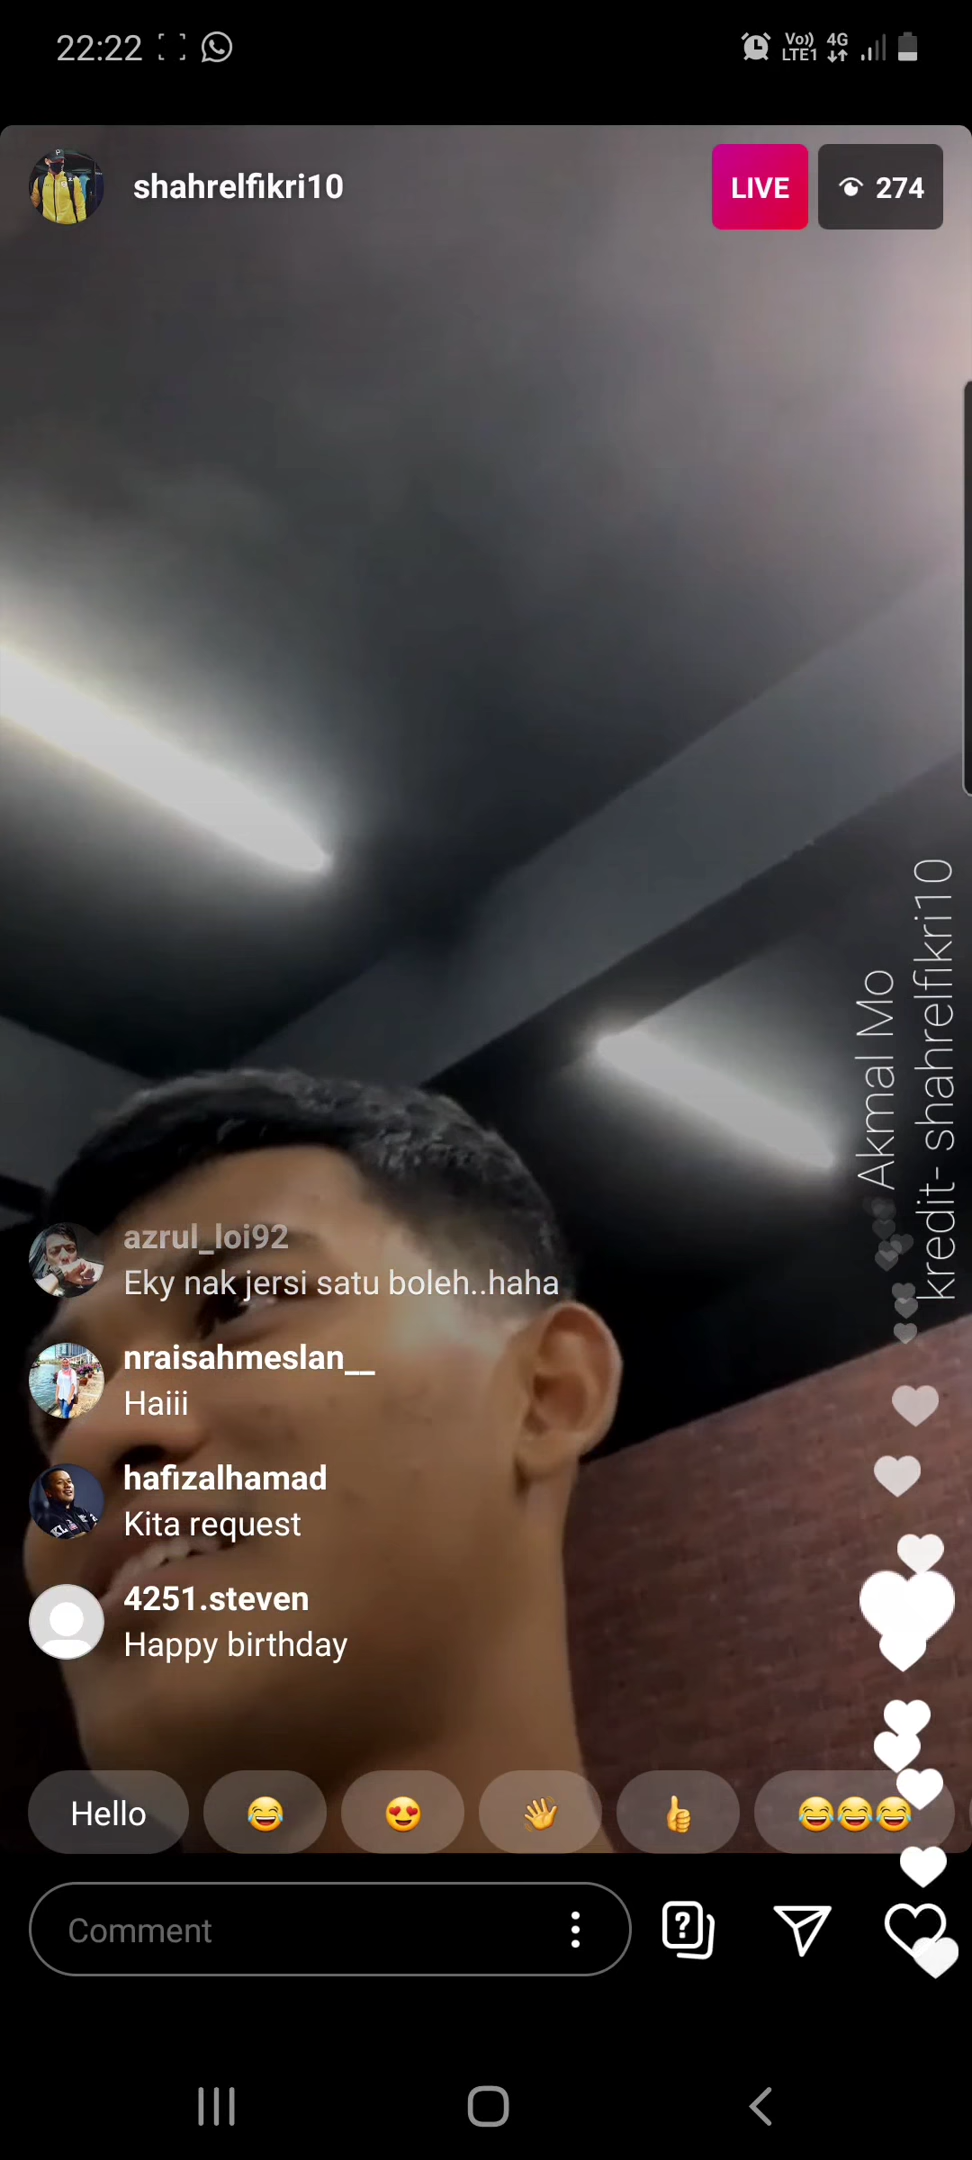 22:22
Vo)) LTE1 4G
shahrelfikri10
LIVE
274
Akmal Mo
kredit- shahrelfikri10
azrul_loi92
Eky nak jersi satu boleh..haha
nraisahmeslan__
Haiii
hafizalhamad
Kita request
4251.steven
Happy birthday
Hello
Comment